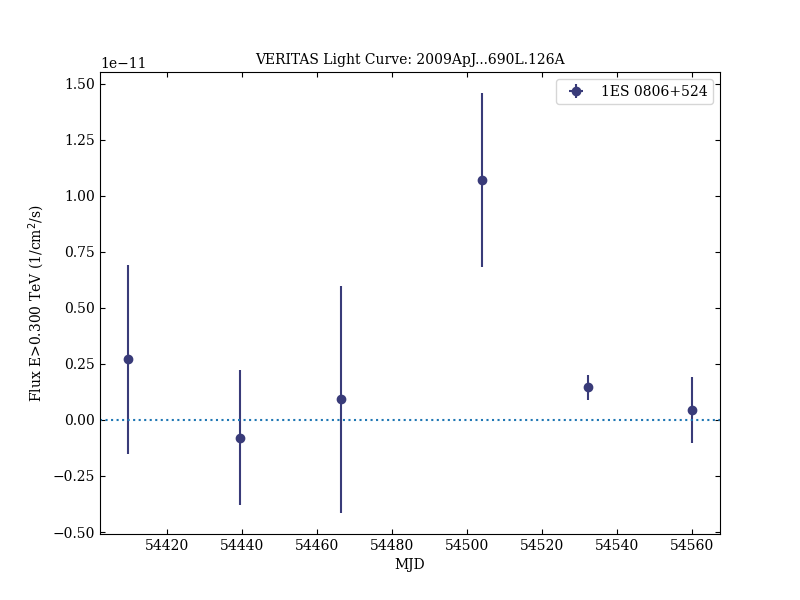 1e−11
VERITAS Light Curve: 2009ApJ...690L.126A
1ES 0806+524
Flux E>0.300 TeV (1/cm²/s)
1.50
1.25
1.00
0.75
0.50
0.25
0.00
−0.25
−0.50
54420 54440 54460 54480 54500 54520 54540 54560
MJD